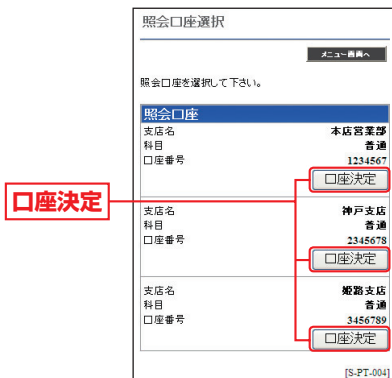 照会口座選択
メニュー画面へ
照会口座を選択して下さい。
照会口座
支店名 本店営業部
科目 普通
口座番号 1234567
口座決定
支店名 神戸支店
科目 普通
口座番号 2345678
口座決定
支店名 姫路支店
科目 普通
口座番号 3456789
口座決定
[S-PT-004]
口座決定